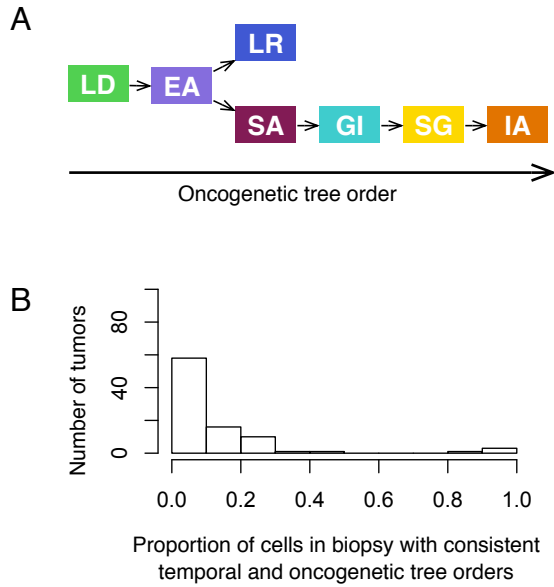 A
LR
LD
EA
SA
GI
SG
IA
Oncogenetic tree order
B
Number of tumors
0
40
80
0.0 0.2 0.4 0.6 0.8 1.0
Proportion of cells in biopsy with consistent
temporal and oncogenetic tree orders